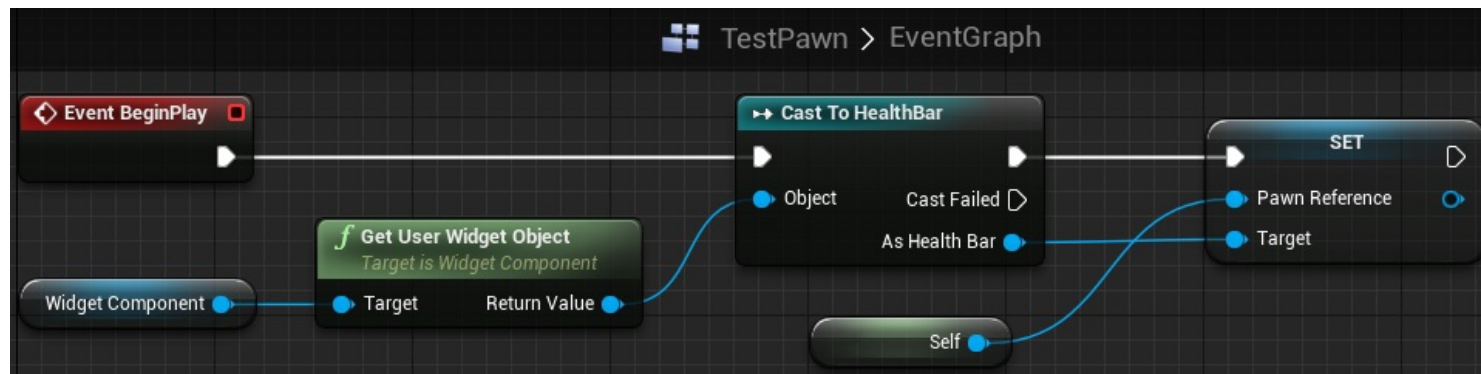 TestPawn > EventGraph
Event BeginPlay
Cast To HealthBar
SET
Object
Cast Failed
Pawn Reference
f Get User Widget Object
Target is Widget Component
As Health Bar
Target
Widget Component
Target
Return Value
Self